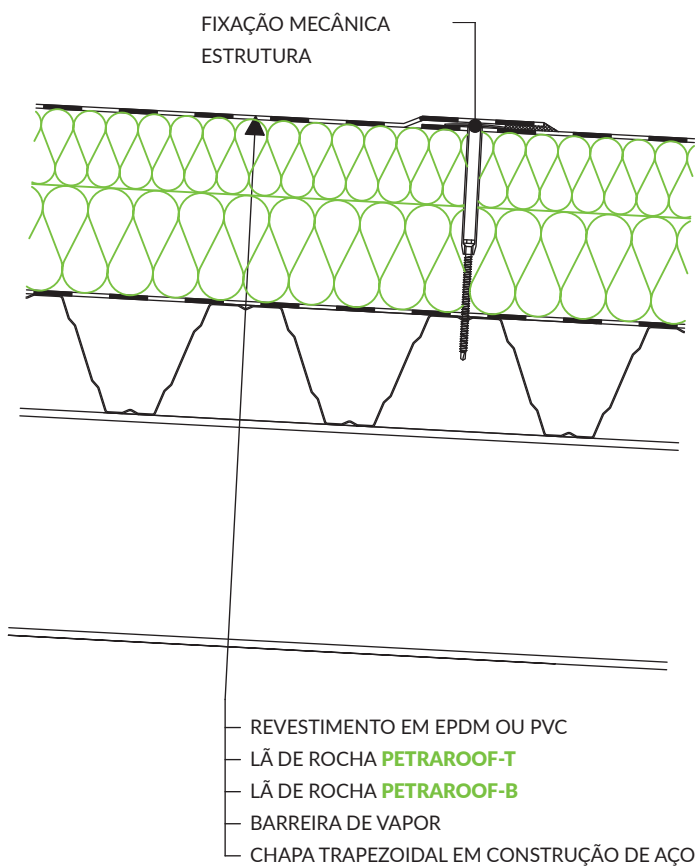 FIXAÇÃO MECÂNICA
ESTRUTURA
REVESTIMENTO EM EPDM OU PVC
LÃ DE ROCHA PETRAROOF-T
LÃ DE ROCHA PETRAROOF-B
BARREIRA DE VAPOR
CHAPA TRAPEZOIDAL EM CONSTRUÇÃO DE AÇO